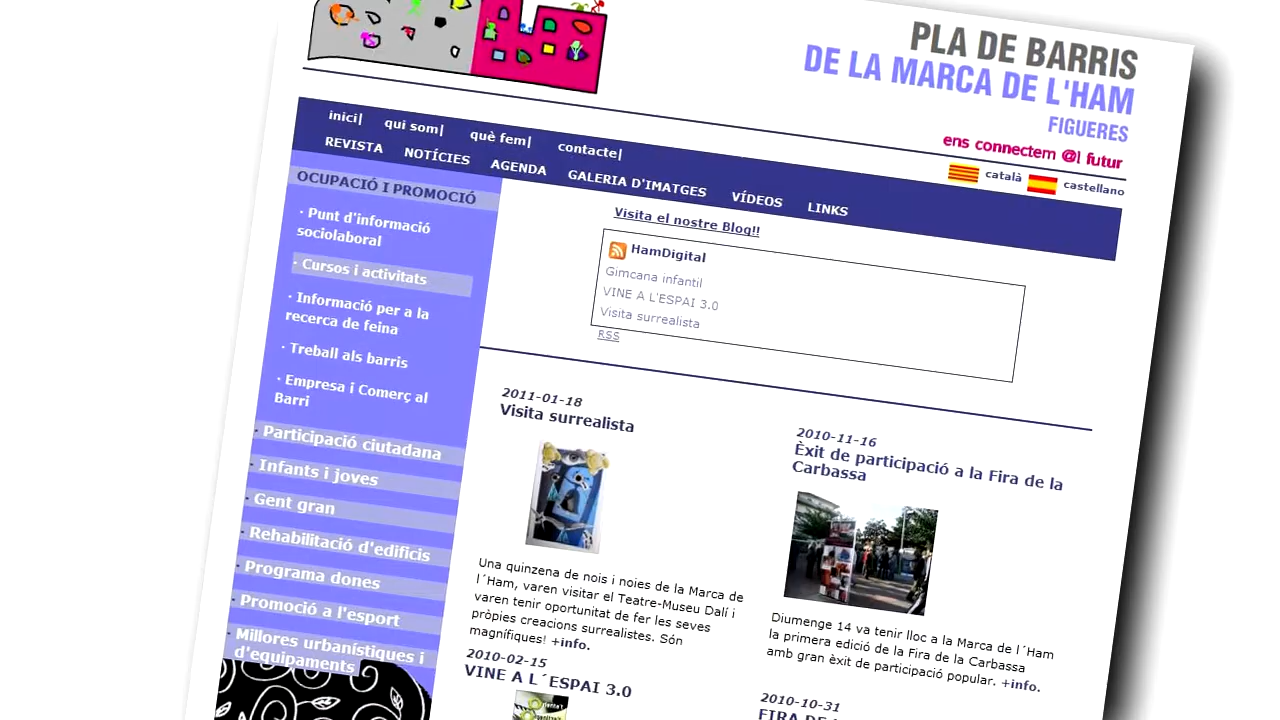 PLA DE BARRIS
DE LA MARCA DE L'HAM
FIGUERES
ens connectem @l futur
inici|
qui som|
què fem|
contacte|
català
castellano
REVISTA
NOTÍCIES
AGENDA
GALERIA D'IMATGES
VÍDEOS
LINKS
OCUPACIÓ I PROMOCIÓ
· Punt d'informació
sociolaboral
· Cursos i activitats
· Informació per a la
recerca de feina
· Treball als barris
· Empresa i Comerç al
Barri
· Participació ciutadana
· Infants i joves
· Gent gran
· Rehabilitació d'edificis
· Programa dones
· Promoció a l'esport
· Millores urbanístiques i
d'equipaments
Visita el nostre Blog!!
HamDigital
Gimcana infantil
VINE A L'ESPAI 3.0
Visita surrealista
RSS
2011-01-18
Visita surrealista
Una quinzena de nois i noies de la Marca de
l´Ham, varen visitar el Teatre-Museu Dalí i
varen tenir oportunitat de fer les seves
pròpies creacions surrealistes. Són
magnífiques! +info.
2010-02-15
VINE A L´ESPAI 3.0
2010-11-16
Èxit de participació a la Fira de la
Carbassa
Diumenge 14 va tenir lloc a la Marca de l´Ham
la primera edició de la Fira de la Carbassa
amb gran èxit de participació popular. +info.
2010-10-31
FIRA DE